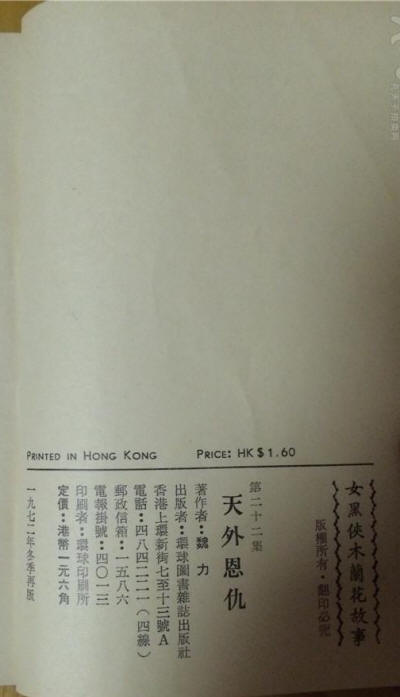 PRINTED IN HONG KONG PRICE: HK $ 1.60
女黑俠木蘭花故事
版權所有・翻印必究
第二十二集
天外恩仇
著作者：魏力
出版者：環球圖書雜誌出版社
香港上環新街七至十三號A
電話：四八四二二一（四線）
郵政信箱：一五八六
電報掛號：四〇一三
印刷者：環球印刷所
定價：港幣一元六角
一九七二年冬季再版